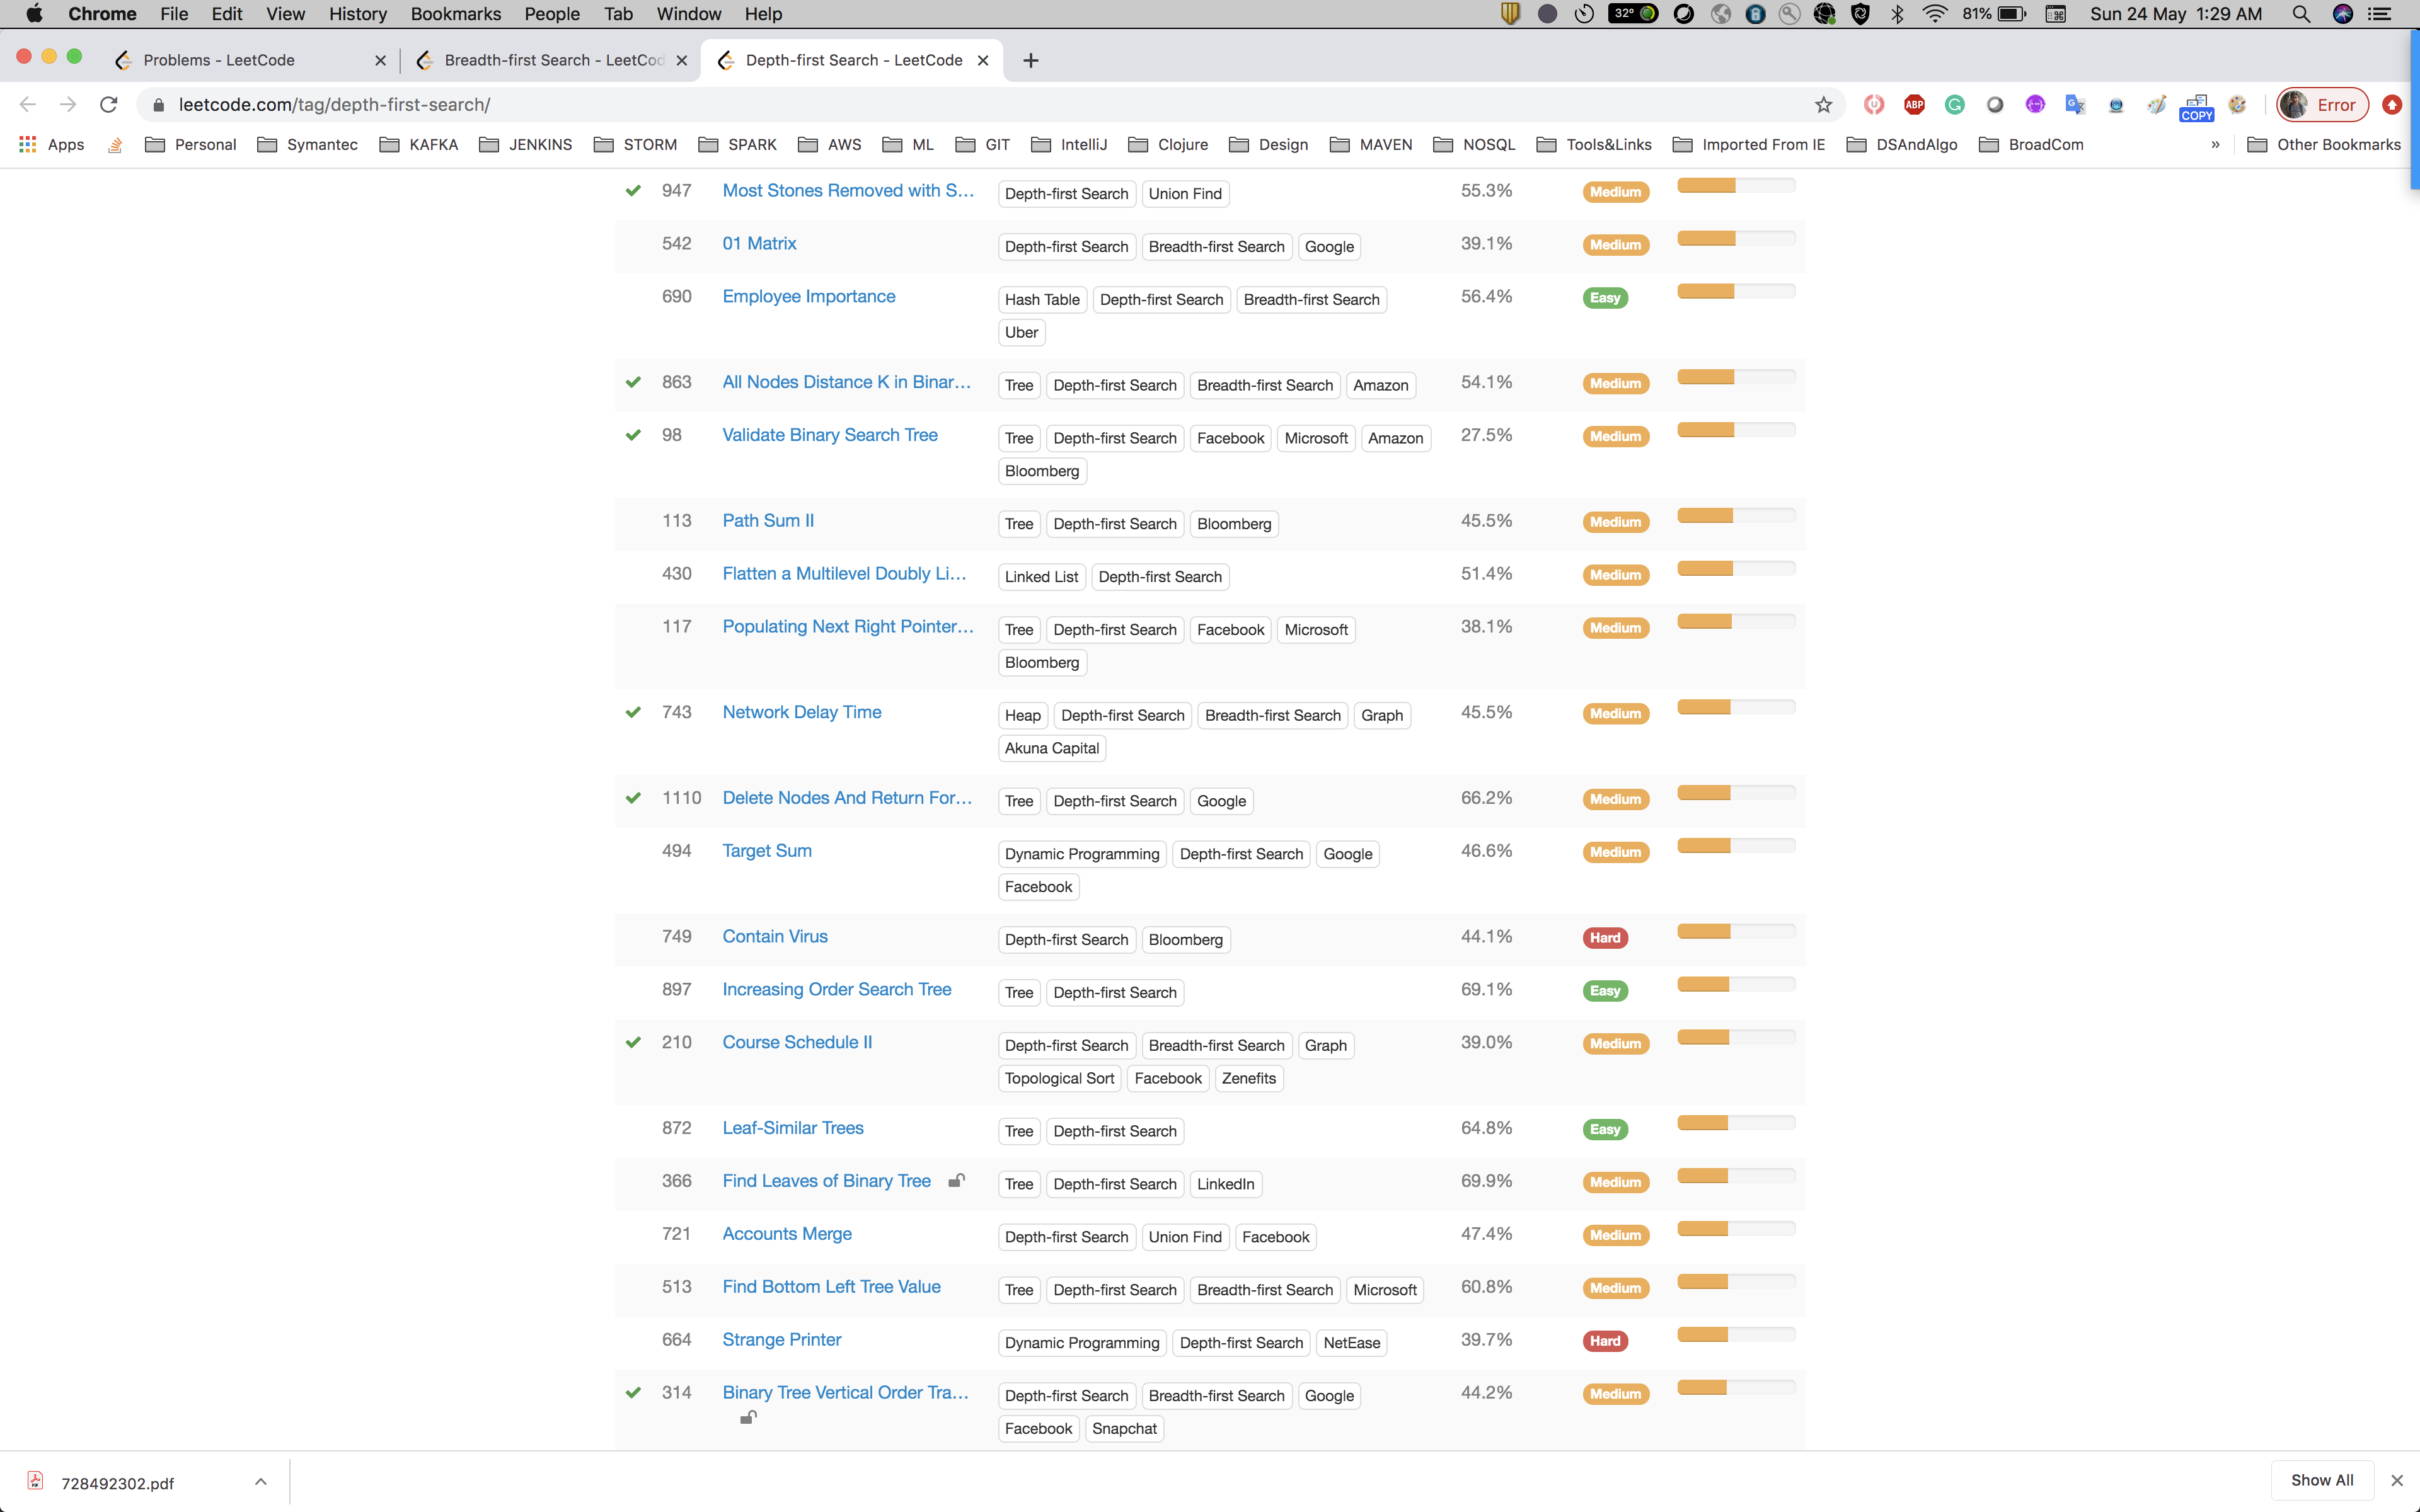 Chrome File Edit View History Bookmarks People Tab Window Help 32° 81% Sun 24 May 1:29 AM
Problems - LeetCode Breadth-first Search - LeetCod Depth-first Search - LeetCode
leetcode.com/tag/depth-first-search/ ABP COPY Error
Apps Personal Symantec KAFKA JENKINS STORM SPARK AWS ML GIT IntelliJ Clojure Design MAVEN NOSQL Tools&Links Imported From IE DSAndAlgo BroadCom » Other Bookmarks
947 Most Stones Removed with S... Depth-first Search Union Find 55.3% Medium
542 01 Matrix Depth-first Search Breadth-first Search Google 39.1% Medium
690 Employee Importance Hash Table Depth-first Search Breadth-first Search 56.4% Easy
Uber
863 All Nodes Distance K in Binar... Tree Depth-first Search Breadth-first Search Amazon 54.1% Medium
98 Validate Binary Search Tree Tree Depth-first Search Facebook Microsoft Amazon 27.5% Medium
Bloomberg
113 Path Sum II Tree Depth-first Search Bloomberg 45.5% Medium
430 Flatten a Multilevel Doubly Li... Linked List Depth-first Search 51.4% Medium
117 Populating Next Right Pointer... Tree Depth-first Search Facebook Microsoft 38.1% Medium
Bloomberg
743 Network Delay Time Heap Depth-first Search Breadth-first Search Graph 45.5% Medium
Akuna Capital
1110 Delete Nodes And Return For... Tree Depth-first Search Google 66.2% Medium
494 Target Sum Dynamic Programming Depth-first Search Google 46.6% Medium
Facebook
749 Contain Virus Depth-first Search Bloomberg 44.1% Hard
897 Increasing Order Search Tree Tree Depth-first Search 69.1% Easy
210 Course Schedule II Depth-first Search Breadth-first Search Graph 39.0% Medium
Topological Sort Facebook Zenefits
872 Leaf-Similar Trees Tree Depth-first Search 64.8% Easy
366 Find Leaves of Binary Tree Tree Depth-first Search LinkedIn 69.9% Medium
721 Accounts Merge Depth-first Search Union Find Facebook 47.4% Medium
513 Find Bottom Left Tree Value Tree Depth-first Search Breadth-first Search Microsoft 60.8% Medium
664 Strange Printer Dynamic Programming Depth-first Search NetEase 39.7% Hard
314 Binary Tree Vertical Order Tra... Depth-first Search Breadth-first Search Google 44.2% Medium
Facebook Snapchat
728492302.pdf Show All